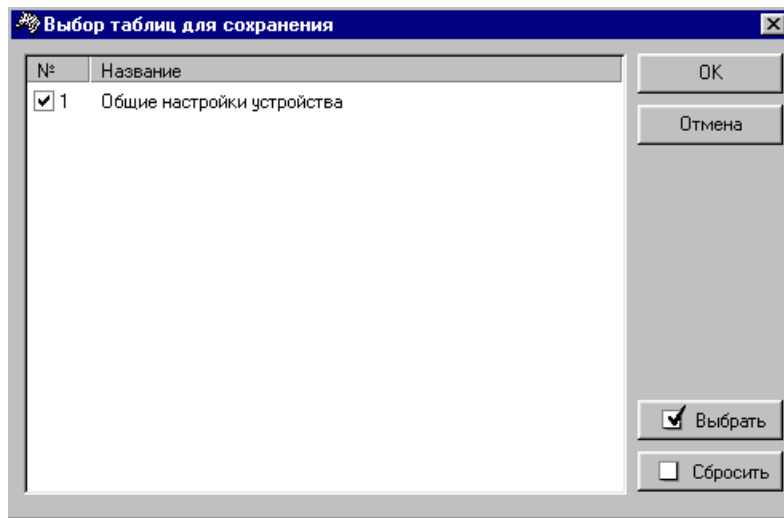 Выбор таблиц для сохранения
№ Название
1 Общие настройки устройства
OK
Отмена
Выбрать
Сбросить